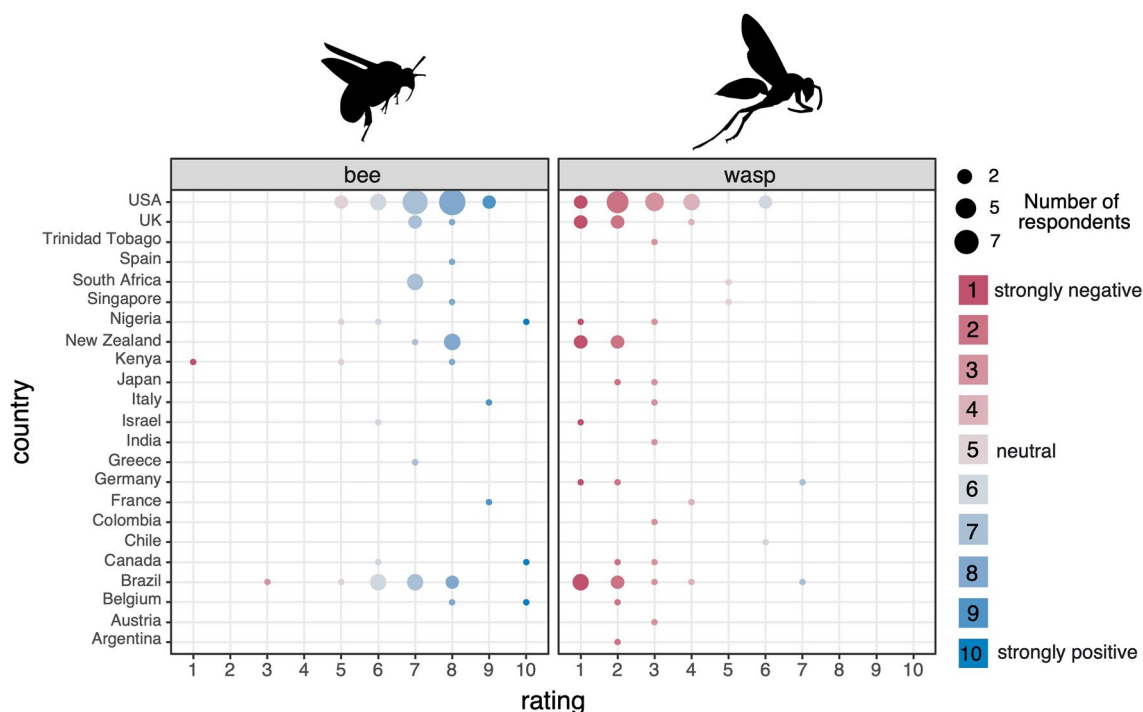 bee
wasp
USA
UK
Trinidad Tobago
Spain
South Africa
Singapore
Nigeria
New Zealand
Kenya
Japan
Italy
Israel
India
Greece
Germany
France
Colombia
Chile
Canada
Brazil
Belgium
Austria
Argentina
country
1 2 3 4 5 6 7 8 9 10
1 2 3 4 5 6 7 8 9 10
rating
2
5
7
Number of
respondents
1 strongly negative
2
3
4
5 neutral
6
7
8
9
10 strongly positive